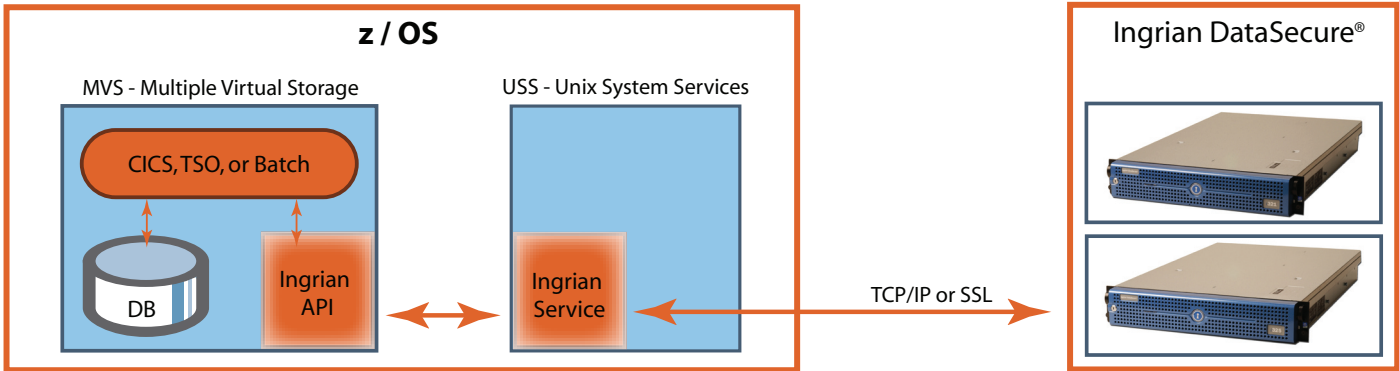 z / OS
Ingrian DataSecure®
MVS - Multiple Virtual Storage
USS - Unix System Services
CICS, TSO, or Batch
DB
Ingrian
API
Ingrian
Service
TCP/IP or SSL